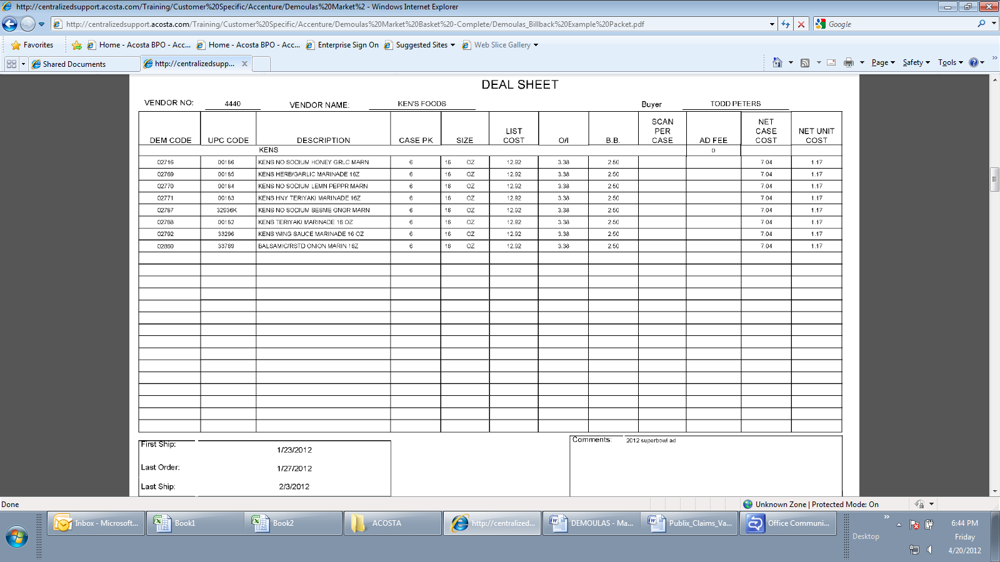 http://centralizedsupport.acosta.com/Training/Customer%20Specific/Accenture/Demoulas%20Market%2 - Windows Internet Explorer
http://centralizedsupport.acosta.com/Training/Customer%20Specific/Accenture/Demoulas%20Market%20Basket%20-Complete/Demoulas_Billback%20Example%20Packet.pdf Google
Favorites Home - Acosta BPO - Acc... Home - Acosta BPO - Acc... Enterprise Sign On Suggested Sites Web Slice Gallery
Shared Documents http://centralizedsupp... Page Safety Tools
DEAL SHEET
VENDOR NO: 4440 VENDOR NAME: KEN'S FOODS Buyer TODD PETERS
DEM CODE UPC CODE DESCRIPTION CASE PK SIZE LIST COST O/I B.B. SCAN PER CASE AD FEE NET CASE COST NET UNIT COST
KENS 0
02716 00186 KENS NO SODIUM HONEY GRLC MARN 6 16 OZ 12.92 3.38 2.50 7.04 1.17
02769 00185 KENS HERB/GARLIC MARINADE 16Z 6 16 OZ 12.92 3.38 2.50 7.04 1.17
02770 00184 KENS NO SODIUM LEMN PEPPR MARN 6 16 OZ 12.92 3.38 2.50 7.04 1.17
02771 00183 KENS HNY TERIYAKI MARINADE 16Z 6 16 OZ 12.92 3.38 2.50 7.04 1.17
02787 32936K KENS NO SODIUM SESME GNGR MARN 6 16 OZ 12.92 3.38 2.50 7.04 1.17
02788 00182 KENS TERIYAKI MARINADE 16 OZ 6 16 OZ 12.92 3.38 2.50 7.04 1.17
02792 33296 KENS WING SAUCE MARINADE 16 OZ 6 16 OZ 12.92 3.38 2.50 7.04 1.17
02860 33789 BALSAMIC/RSTD ONION MARIN 16Z 6 16 OZ 12.92 3.38 2.50 7.04 1.17
First Ship: 1/23/2012
Last Order: 1/27/2012
Last Ship: 2/3/2012
Comments: 2012 superbowl ad
Done Unknown Zone | Protected Mode: On
Inbox - Microsoft... Book1 Book2 ACOSTA http://centralized... DEMOULAS - Ma... Publix_Claims_Va... Office Communi... Desktop
6:44 PM
Friday
4/20/2012